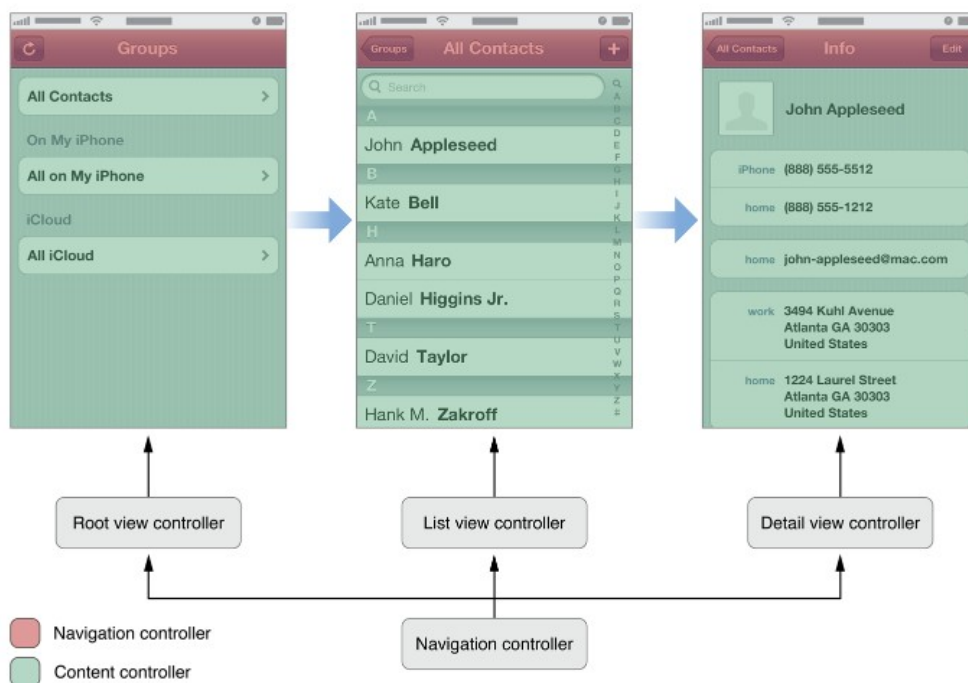 Groups
All Contacts
On My iPhone
All on My iPhone
iCloud
All iCloud
Groups
All Contacts
+
Search
A
John Appleseed
B
Kate Bell
H
Anna Haro
Daniel Higgins Jr.
T
David Taylor
Z
Hank M. Zakroff
A
B
C
D
E
F
G
H
I
J
K
L
M
N
O
P
Q
R
S
T
U
V
W
X
Y
Z
#
All Contacts
Info
Edit
John Appleseed
iPhone (888) 555-5512
home (888) 555-1212
home john-appleseed@mac.com
work 3494 Kuhl Avenue
Atlanta GA 30303
United States
home 1224 Laurel Street
Atlanta GA 30303
United States
Root view controller
List view controller
Detail view controller
Navigation controller
Navigation controller
Content controller